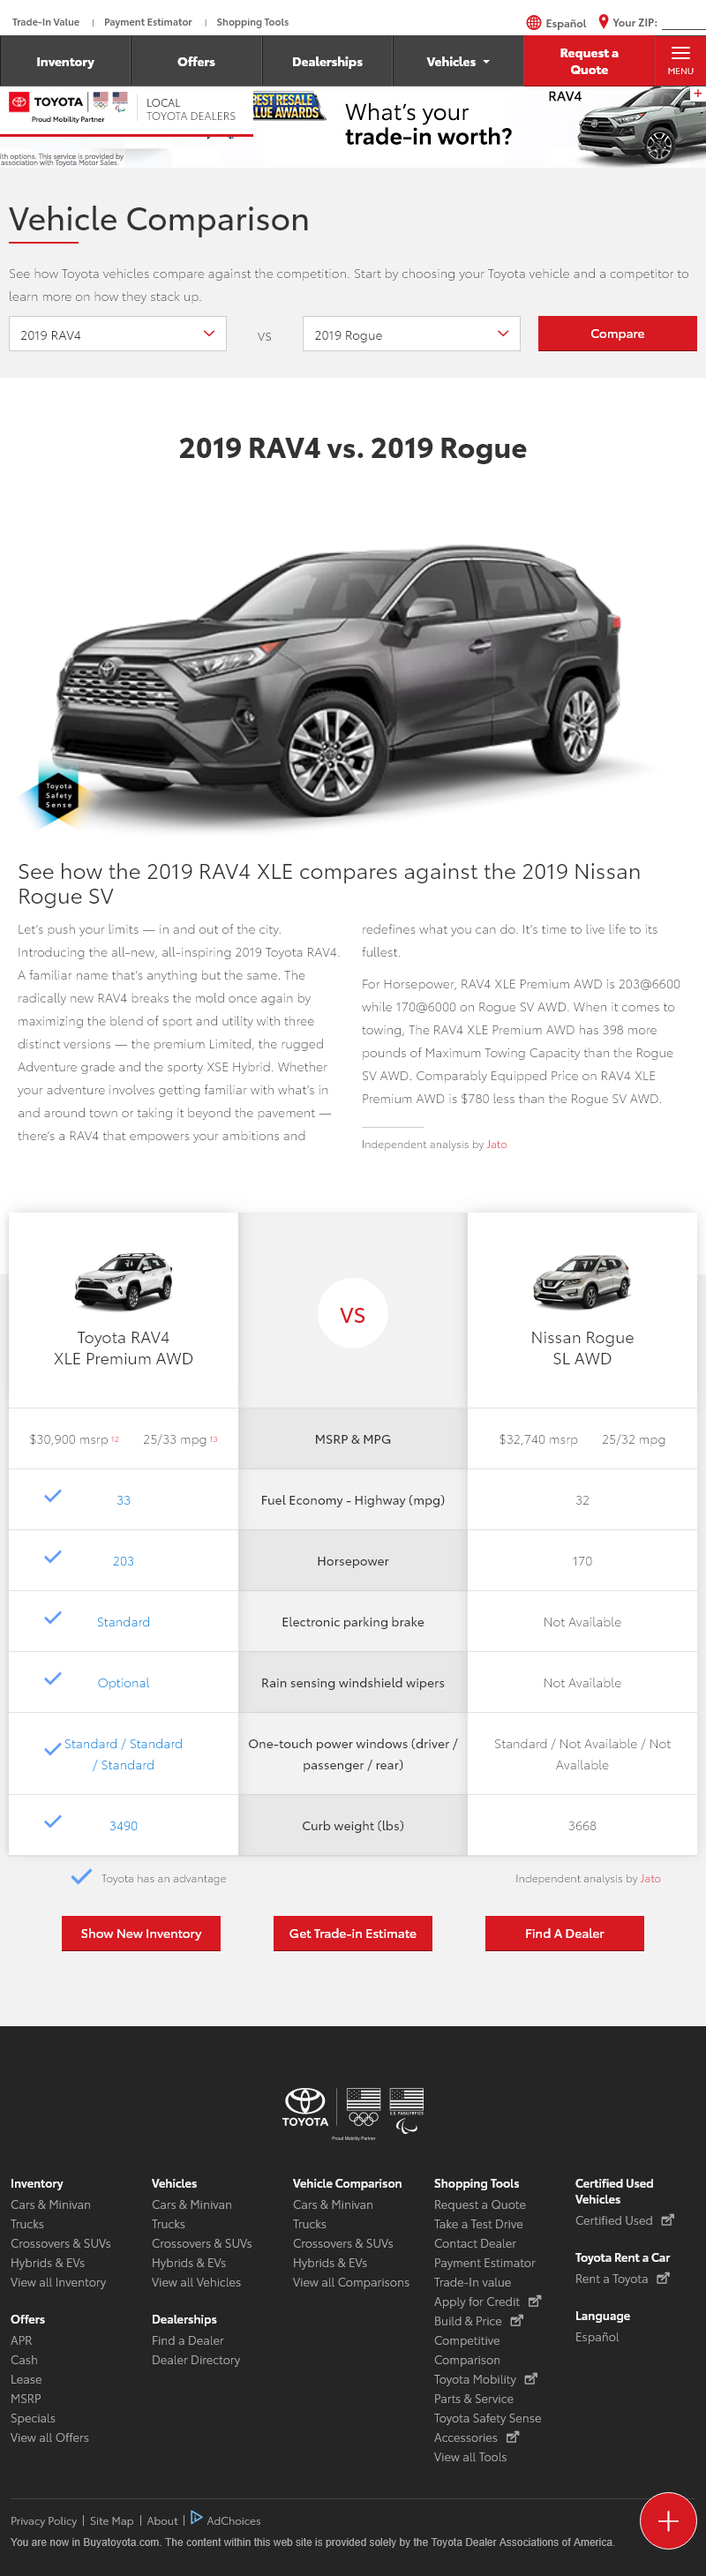 Trade-In Value | Payment Estimator | Shopping Tools
Español Your ZIP:
Inventory Offers Dealerships Vehicles Request a Quote MENU
TOYOTA LOCAL TOYOTA DEALERS
Proud Mobility Partner
BEST RESALE
VALUE AWARDS
What's your
trade-in worth?
RAV4
+
ith options. This service is provided by
association with Toyota Motor Sales.
Vehicle Comparison
See how Toyota vehicles compare against the competition. Start by choosing your Toyota vehicle and a competitor to
learn more on how they stack up.
2019 RAV4 VS 2019 Rogue Compare
2019 RAV4 vs. 2019 Rogue
Toyota
Safety
Sense
See how the 2019 RAV4 XLE compares against the 2019 Nissan
Rogue SV
Let's push your limits — in and out of the city.
Introducing the all-new, all-inspiring 2019 Toyota RAV4.
A familiar name that's anything but the same. The
radically new RAV4 breaks the mold once again by
maximizing the blend of sport and utility with three
distinct versions — the premium Limited, the rugged
Adventure grade and the sporty XSE Hybrid. Whether
your adventure involves getting familiar with what's in
and around town or taking it beyond the pavement —
there's a RAV4 that empowers your ambitions and
redefines what you can do. It's time to live life to its
fullest.
For Horsepower, RAV4 XLE Premium AWD is 203@6600
while 170@6000 on Rogue SV AWD. When it comes to
towing, The RAV4 XLE Premium AWD has 398 more
pounds of Maximum Towing Capacity than the Rogue
SV AWD. Comparably Equipped Price on RAV4 XLE
Premium AWD is $780 less than the Rogue SV AWD.
Independent analysis by Jato
Toyota RAV4
XLE Premium AWD
VS
Nissan Rogue
SL AWD
$30,900 msrp 12 25/33 mpg 13 MSRP & MPG $32,740 msrp 25/32 mpg
33 Fuel Economy - Highway (mpg) 32
203 Horsepower 170
Standard Electronic parking brake Not Available
Optional Rain sensing windshield wipers Not Available
Standard / Standard / Standard One-touch power windows (driver / passenger / rear) Standard / Not Available / Not Available
3490 Curb weight (lbs) 3668
Toyota has an advantage Independent analysis by Jato
Show New Inventory Get Trade-in Estimate Find A Dealer
TOYOTA
Proud Mobility Partner
Inventory
Cars & Minivan
Trucks
Crossovers & SUVs
Hybrids & EVs
View all Inventory
Offers
APR
Cash
Lease
MSRP
Specials
View all Offers
Vehicles
Cars & Minivan
Trucks
Crossovers & SUVs
Hybrids & EVs
View all Vehicles
Dealerships
Find a Dealer
Dealer Directory
Vehicle Comparison
Cars & Minivan
Trucks
Crossovers & SUVs
Hybrids & EVs
View all Comparisons
Shopping Tools
Request a Quote
Take a Test Drive
Contact Dealer
Payment Estimator
Trade-In value
Apply for Credit
Build & Price
Competitive
Comparison
Toyota Mobility
Parts & Service
Toyota Safety Sense
Accessories
View all Tools
Certified Used
Vehicles
Certified Used
Toyota Rent a Car
Rent a Toyota
Language
Español
Privacy Policy | Site Map | About | AdChoices
You are now in Buyatoyota.com. The content within this web site is provided solely by the Toyota Dealer Associations of America.